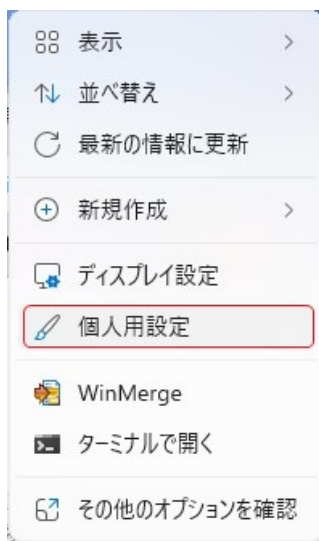 表示
並べ替え
最新の情報に更新
新規作成
ディスプレイ設定
個人用設定
WinMerge
ターミナルで開く
その他のオプションを確認